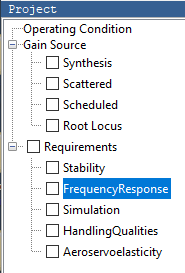 Project
Operating Condition
Gain Source
Synthesis
Scattered
Scheduled
Root Locus
Requirements
Stability
FrequencyResponse
Simulation
HandlingQualities
Aeroservoelasticity